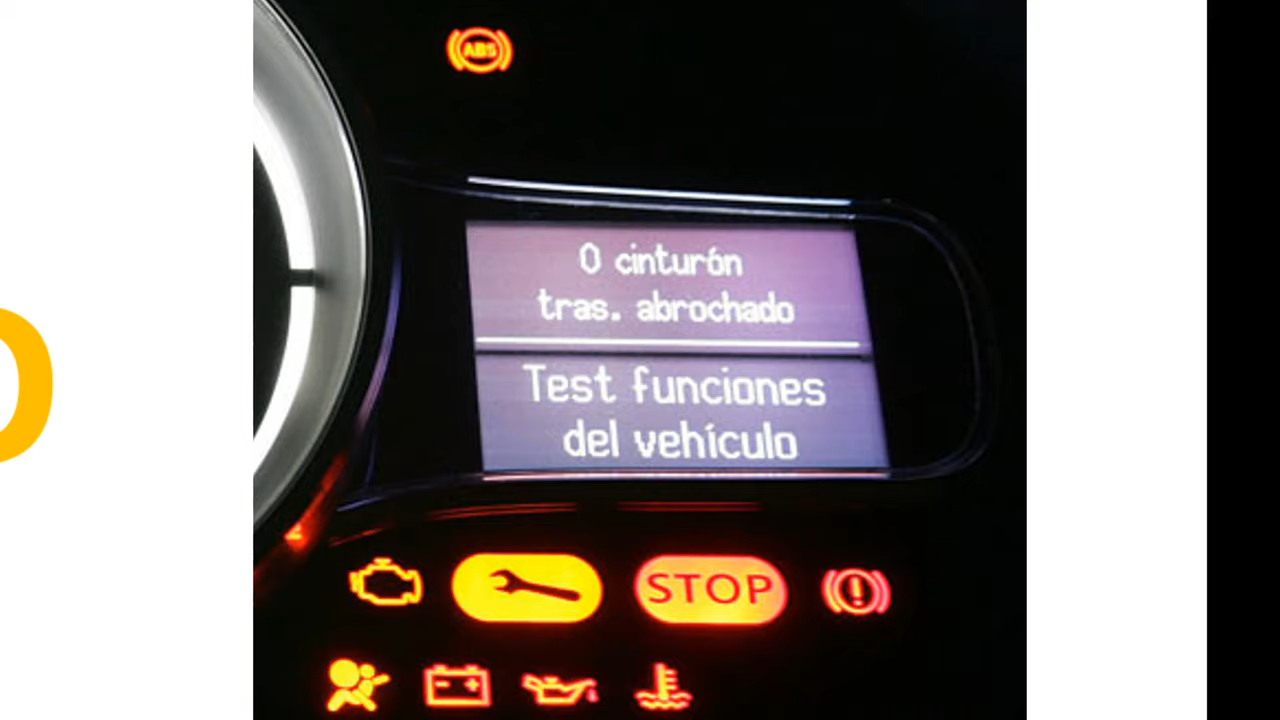 ABS
0 cinturón
tras. abrochado
Test funciones
del vehículo
STOP